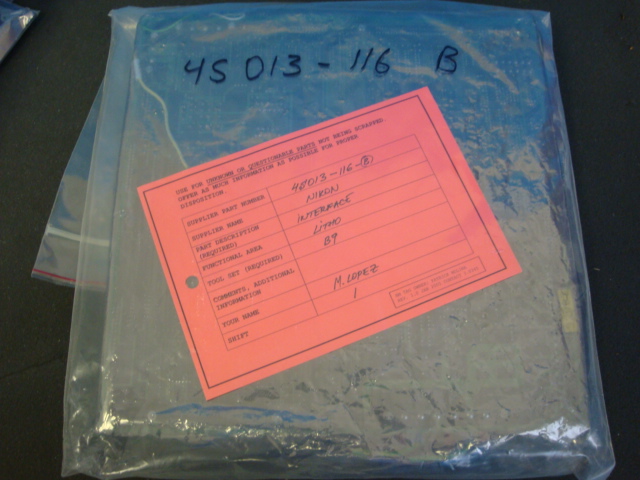 4S 013-116 B
USE FOR UNKNOWN OR QUESTIONABLE PARTS NOT BEING SCRAPPED.
OFFER AS MUCH INFORMATION AS POSSIBLE FOR PROPER
DISPOSITION
SUPPLIER PART NUMBER 4S013-116-(B)
SUPPLIER NAME NIKON
PART DESCRIPTION (REQUIRED) INTERFACE
FUNCTIONAL AREA LITHO
TOOL SET (REQUIRED) B9
COMMENTS, ADDITIONAL
INFORMATION
YOUR NAME M. LOPEZ
SHIFT 1